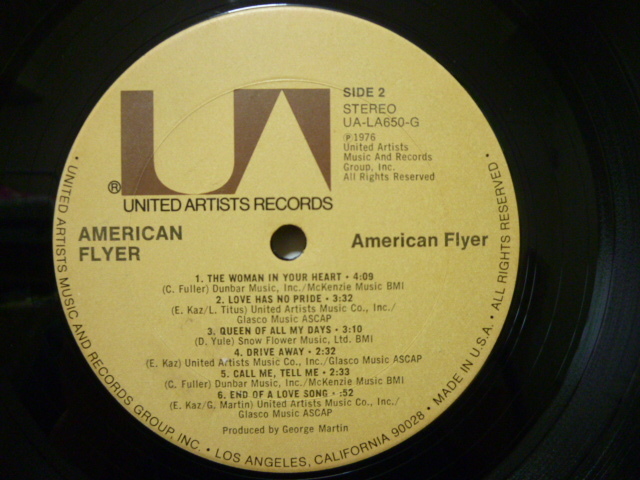 SIDE 2
STEREO
UA-LA650-G
℗ 1976
United Artists
Music And Records
Group, Inc.
All Rights Reserved
UA
®
UNITED ARTISTS RECORDS
AMERICAN
FLYER
American Flyer
1. THE WOMAN IN YOUR HEART • 4:09
(C. Fuller) Dunbar Music, Inc./McKenzie Music BMI
2. LOVE HAS NO PRIDE • 3:32
(E. Kaz/L. Titus) United Artists Music Co., Inc./
Glasco Music ASCAP
3. QUEEN OF ALL MY DAYS • 3:10
(D. Yule) Snow Flower Music, Ltd. BMI
4. DRIVE AWAY • 2:32
(E. Kaz) United Artists Music Co., Inc./Glasco Music ASCAP
5. CALL ME, TELL ME • 2:33
(C. Fuller) Dunbar Music, Inc./McKenzie Music BMI
6. END OF A LOVE SONG • :52
(E. Kaz/G. Martin) United Artists Music Co., Inc./
Glasco Music ASCAP
Produced by George Martin
• UNITED ARTISTS MUSIC AND RECORDS GROUP, INC. • LOS ANGELES, CALIFORNIA 90028 • MADE IN U.S.A. • ALL RIGHTS RESERVED •